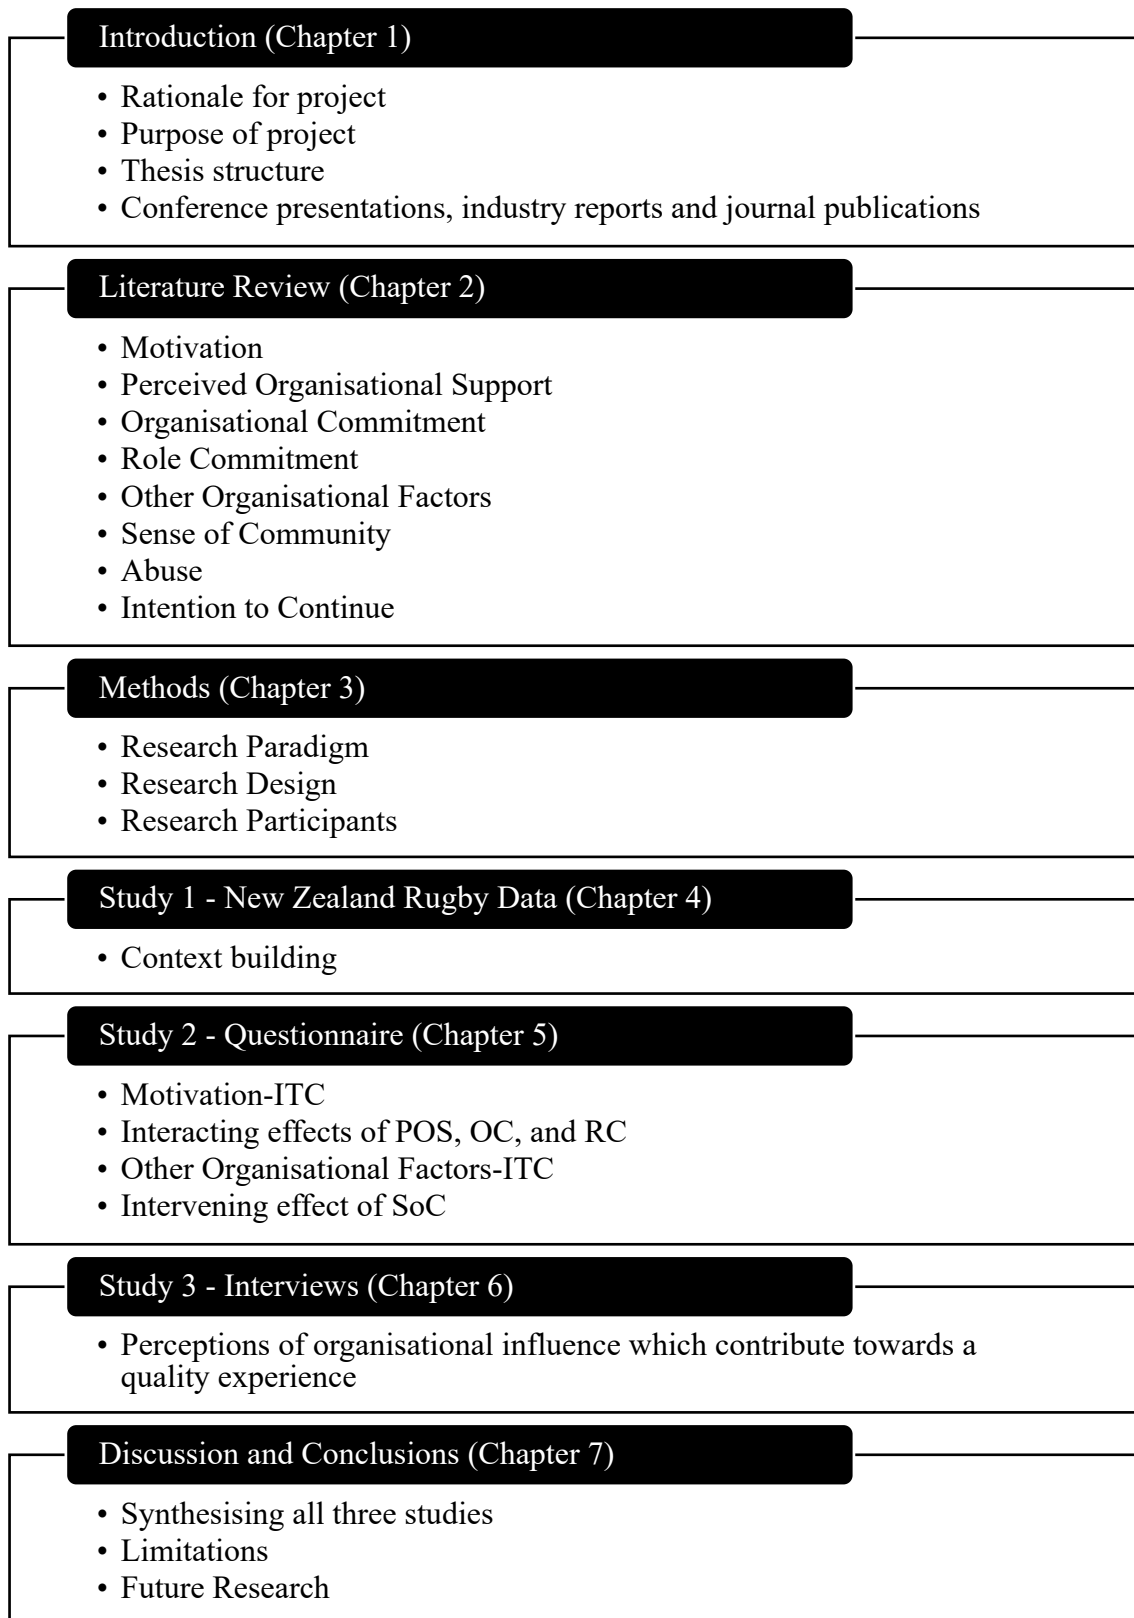 Introduction (Chapter 1)
• Rationale for project
• Purpose of project
• Thesis structure
• Conference presentations, industry reports and journal publications
Literature Review (Chapter 2)
• Motivation
• Perceived Organisational Support
• Organisational Commitment
• Role Commitment
• Other Organisational Factors
• Sense of Community
• Abuse
• Intention to Continue
Methods (Chapter 3)
• Research Paradigm
• Research Design
• Research Participants
Study 1 - New Zealand Rugby Data (Chapter 4)
• Context building
Study 2 - Questionnaire (Chapter 5)
• Motivation-ITC
• Interacting effects of POS, OC, and RC
• Other Organisational Factors-ITC
• Intervening effect of SoC
Study 3 - Interviews (Chapter 6)
• Perceptions of organisational influence which contribute towards a
quality experience
Discussion and Conclusions (Chapter 7)
• Synthesising all three studies
• Limitations
• Future Research